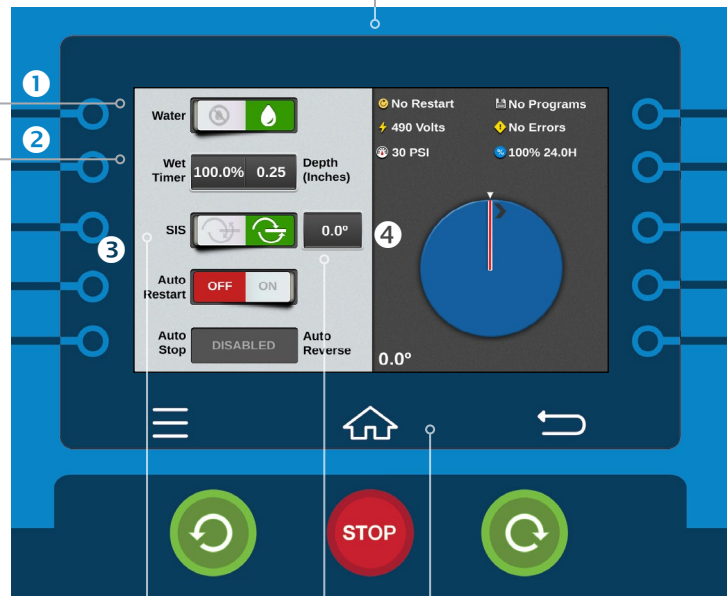 1
Water
No Restart
No Programs
490 Volts
No Errors
2
Wet
Timer
100.0%
0.25
Depth
(Inches)
30 PSI
% 100% 24.0H
3
SIS
0.0º
4
Auto
Restart
OFF
ON
Auto
Stop
DISABLED
Auto
Reverse
0.0º
STOP